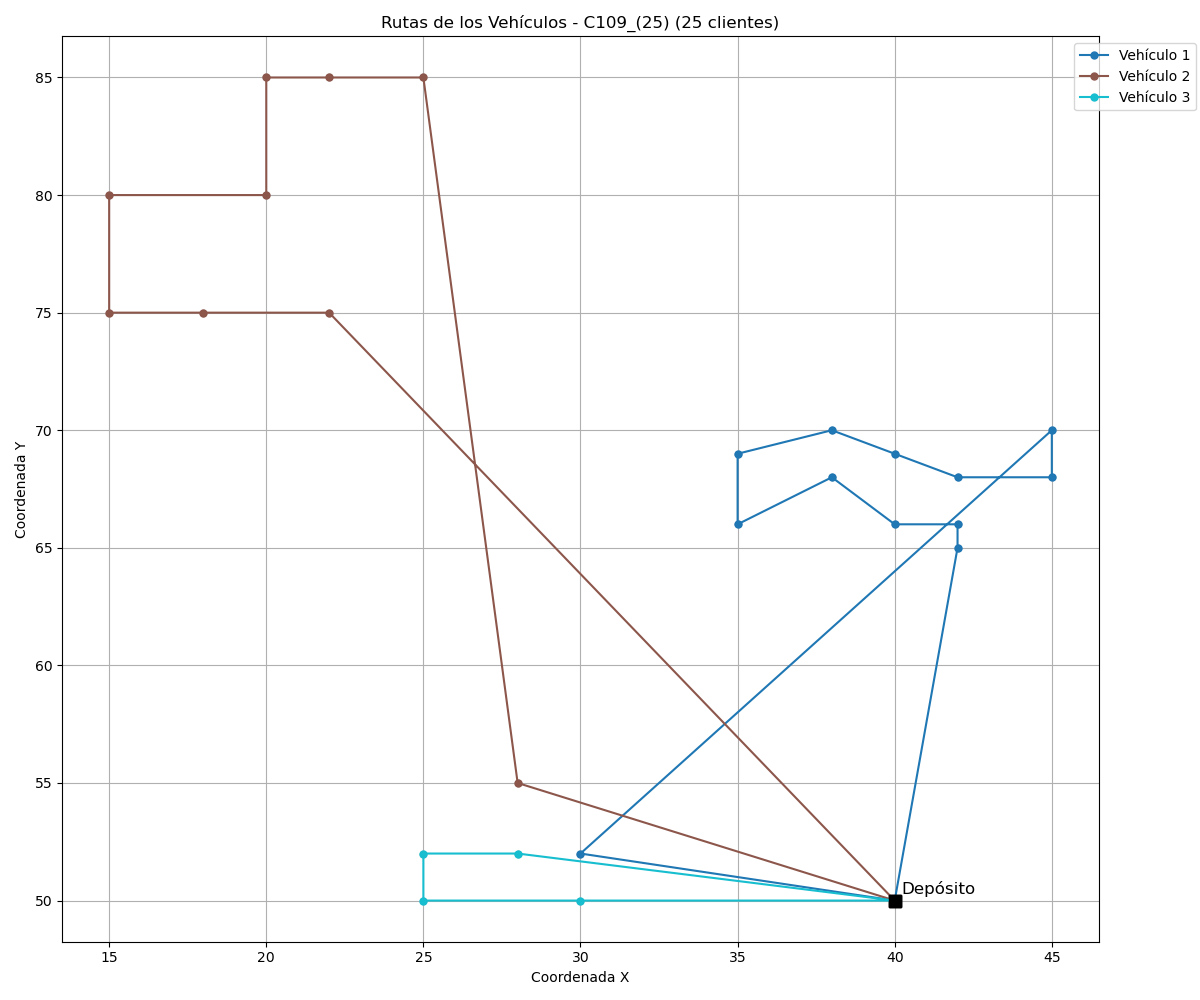 Rutas de los Vehículos - C109_(25) (25 clientes)
Vehículo 1
Vehículo 2
Vehículo 3
Coordenada Y
85
80
75
70
65
60
55
50
Depósito
15 20 25 30 35 40 45
Coordenada X